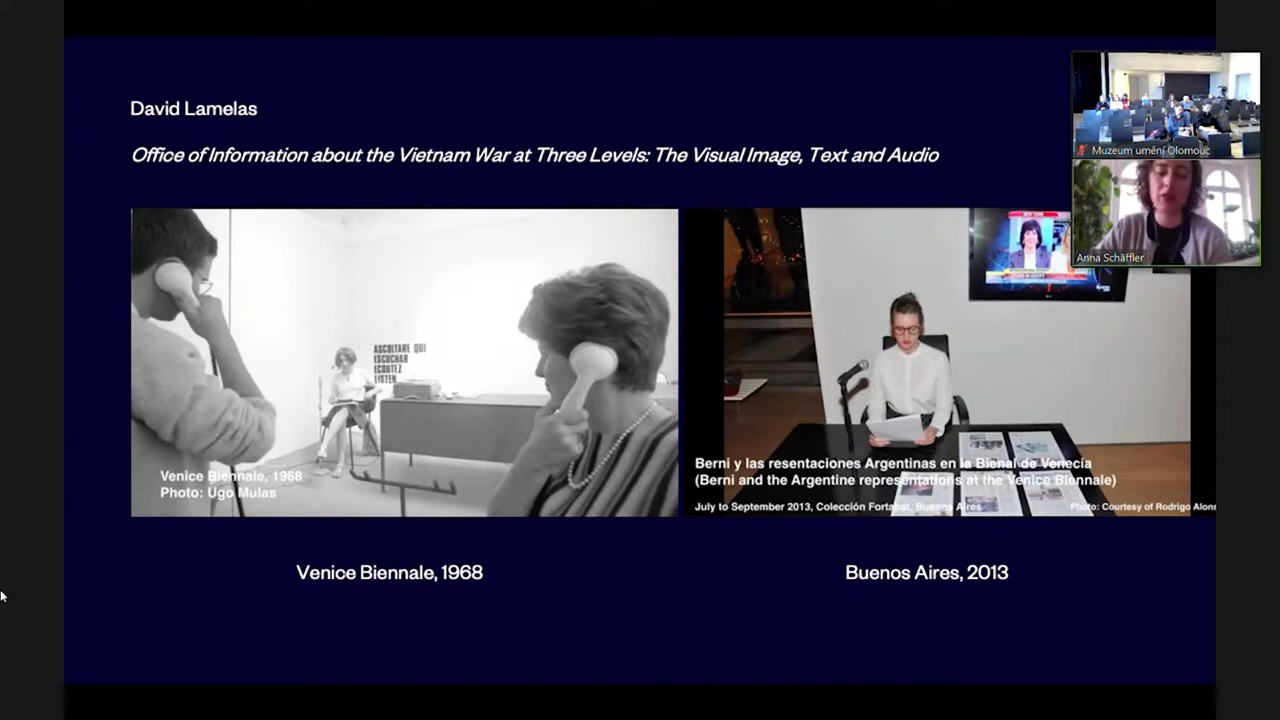 David Lamelas
Office of Information about the Vietnam War at Three Levels: The Visual Image, Text and Audio
Muzeum umění Olomouc
Anna Schäffler
ASCOLTARE QUI
ESCUCHAR
ECOUTEZ
LISTEN
Venice Biennale, 1968
Photo: Ugo Mulas
Berni y las resentaciones Argentinas en la Bienal de Venecia
(Berni and the Argentine representations at the Venice Biennale)
July to September 2013, Colección Fortabat, Buenos Aires
Photo: Courtesy of Rodrigo Alons
Venice Biennale, 1968
Buenos Aires, 2013